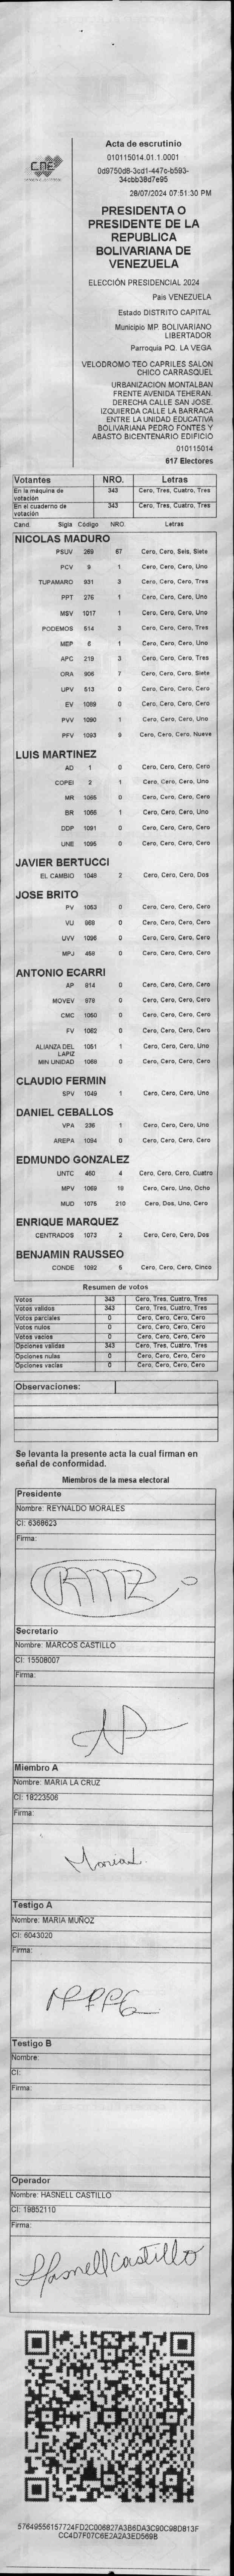 CNE
Acta de escrutinio
010115014.01.1.0001
0d9750d8-3cd1-447c-b593-
34cbb38d7e95
28/07/2024 07:51:30 PM
PRESIDENTA O
PRESIDENTE DE LA
REPUBLICA
BOLIVARIANA DE
VENEZUELA
ELECCIÓN PRESIDENCIAL 2024
Pais VENEZUELA
Estado DISTRITO CAPITAL
Municipio MP. BOLIVARIANO
LIBERTADOR
Parroquia PQ. LA VEGA
VELODROMO TEO CAPRILES SALON
CHICO CARRASQUEL
URBANIZACION MONTALBAN
FRENTE AVENIDA TEHERAN.
DERECHA CALLE SAN JOSE.
IZQUIERDA CALLE LA BARRACA
ENTRE LA UNIDAD EDUCATIVA
BOLIVARIANA PEDRO FONTES Y
ABASTO BICENTENARIO EDIFICIO
010115014
617 Electores
Votantes NRO. Letras
En la máquina de votación 343 Cero, Tres, Cuatro, Tres
En el cuaderno de votación 343 Cero, Tres, Cuatro, Tres
Cand. Sigla Código NRO. Letras
NICOLAS MADURO
PSUV 269 67 Cero, Cero, Seis, Siete
PCV 9 1 Cero, Cero, Cero, Uno
TUPAMARO 931 3 Cero, Cero, Cero, Tres
PPT 276 1 Cero, Cero, Cero, Uno
MSV 1017 1 Cero, Cero, Cero, Uno
PODEMOS 514 3 Cero, Cero, Cero, Tres
MEP 6 1 Cero, Cero, Cero, Uno
APC 219 3 Cero, Cero, Cero, Tres
ORA 906 7 Cero, Cero, Cero, Siete
UPV 513 0 Cero, Cero, Cero, Cero
EV 1089 0 Cero, Cero, Cero, Cero
PVV 1090 1 Cero, Cero, Cero, Uno
PFV 1093 9 Cero, Cero, Cero, Nueve
LUIS MARTINEZ
AD 1 0 Cero, Cero, Cero, Cero
COPEI 2 1 Cero, Cero, Cero, Uno
MR 1065 0 Cero, Cero, Cero, Cero
BR 1066 1 Cero, Cero, Cero, Uno
DDP 1091 0 Cero, Cero, Cero, Cero
UNE 1095 0 Cero, Cero, Cero, Cero
JAVIER BERTUCCI
EL CAMBIO 1048 2 Cero, Cero, Cero, Dos
JOSE BRITO
PV 1053 0 Cero, Cero, Cero, Cero
VU 968 0 Cero, Cero, Cero, Cero
UVV 1096 0 Cero, Cero, Cero, Cero
MPJ 459 0 Cero, Cero, Cero, Cero
ANTONIO ECARRI
AP 814 0 Cero, Cero, Cero, Cero
MOVEV 978 0 Cero, Cero, Cero, Cero
CMC 1050 0 Cero, Cero, Cero, Cero
FV 1062 0 Cero, Cero, Cero, Cero
ALIANZA DEL LAPIZ 1051 1 Cero, Cero, Cero, Uno
MIN UNIDAD 1068 0 Cero, Cero, Cero, Cero
CLAUDIO FERMIN
SPV 1049 1 Cero, Cero, Cero, Uno
DANIEL CEBALLOS
VPA 236 1 Cero, Cero, Cero, Uno
AREPA 1094 0 Cero, Cero, Cero, Cero
EDMUNDO GONZALEZ
UNTC 460 4 Cero, Cero, Cero, Cuatro
MPV 1069 18 Cero, Cero, Uno, Ocho
MUD 1075 210 Cero, Dos, Uno, Cero
ENRIQUE MARQUEZ
CENTRADOS 1073 2 Cero, Cero, Cero, Dos
BENJAMIN RAUSSEO
CONDE 1092 5 Cero, Cero, Cero, Cinco
Resumen de votos
Votos 343 Cero, Tres, Cuatro, Tres
Votos validos 343 Cero, Tres, Cuatro, Tres
Votos parciales 0 Cero, Cero, Cero, Cero
Votos nulos 0 Cero, Cero, Cero, Cero
Votos vacios 0 Cero, Cero, Cero, Cero
Opciones validas 343 Cero, Tres, Cuatro, Tres
Opciones nulas 0 Cero, Cero, Cero, Cero
Opciones vacias 0 Cero, Cero, Cero, Cero
Observaciones:
Se levanta la presente acta la cual firman en
señal de conformidad.
Miembros de la mesa electoral
Presidente
Nombre: REYNALDO MORALES
CI: 6368623
Firma:
Secretario
Nombre: MARCOS CASTILLO
CI: 15508007
Firma:
Miembro A
Nombre: MARIA LA CRUZ
CI: 18223506
Firma:
Testigo A
Nombre: MARIA MUÑOZ
CI: 6043020
Firma:
Testigo B
Nombre:
CI:
Firma:
Operador
Nombre: HASNELL CASTILLO
CI: 19852110
Firma:
Hasnell Castillo
57649556157724FD2C006827A3B6DA3C90C98D813F
CC4D7F07C6E2A2A3ED569B